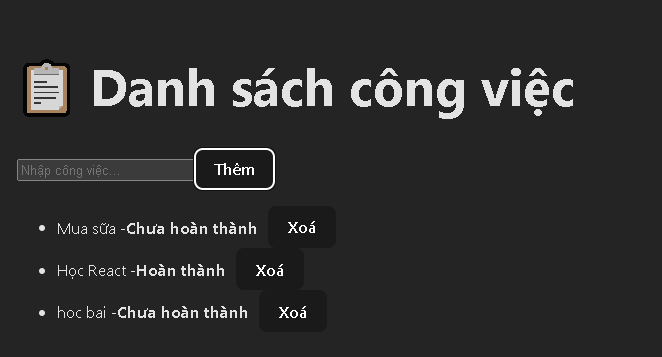 📋 Danh sách công việc
Nhập công việc... Thêm
Mua sữa -Chưa hoàn thành Xoá
Học React -Hoàn thành Xoá
hoc bai -Chưa hoàn thành Xoá